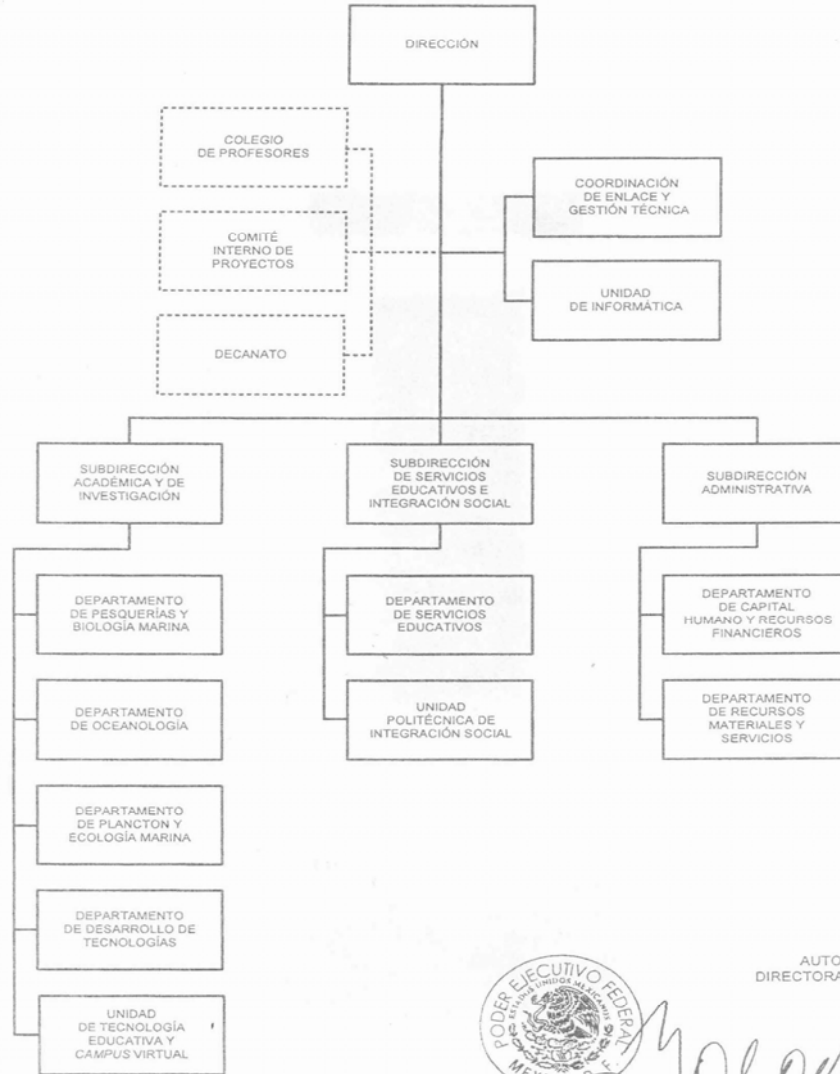 DIRECCIÓN
COLEGIO
DE PROFESORES
COMITÉ
INTERNO DE
PROYECTOS
DECANATO
COORDINACIÓN
DE ENLACE Y
GESTIÓN TÉCNICA
UNIDAD
DE INFORMÁTICA
SUBDIRECCIÓN
ACADÉMICA Y DE
INVESTIGACIÓN
DEPARTAMENTO
DE PESQUERÍAS Y
BIOLOGÍA MARINA
DEPARTAMENTO
DE OCEANOLOGÍA
DEPARTAMENTO
DE PLANCTON Y
ECOLOGÍA MARINA
DEPARTAMENTO
DE DESARROLLO DE
TECNOLOGÍAS
UNIDAD
DE TECNOLOGÍA
EDUCATIVA Y
CAMPUS VIRTUAL
SUBDIRECCIÓN
DE SERVICIOS
EDUCATIVOS E
INTEGRACIÓN SOCIAL
DEPARTAMENTO
DE SERVICIOS
EDUCATIVOS
UNIDAD
POLITÉCNICA DE
INTEGRACIÓN SOCIAL
SUBDIRECCIÓN
ADMINISTRATIVA
DEPARTAMENTO
DE CAPITAL
HUMANO Y RECURSOS
FINANCIEROS
DEPARTAMENTO
DE RECURSOS
MATERIALES Y
SERVICIOS
AUTO
DIRECTORA
PODER EJECUTIVO FEDERAL
ESTADOS UNIDOS MEXICANOS